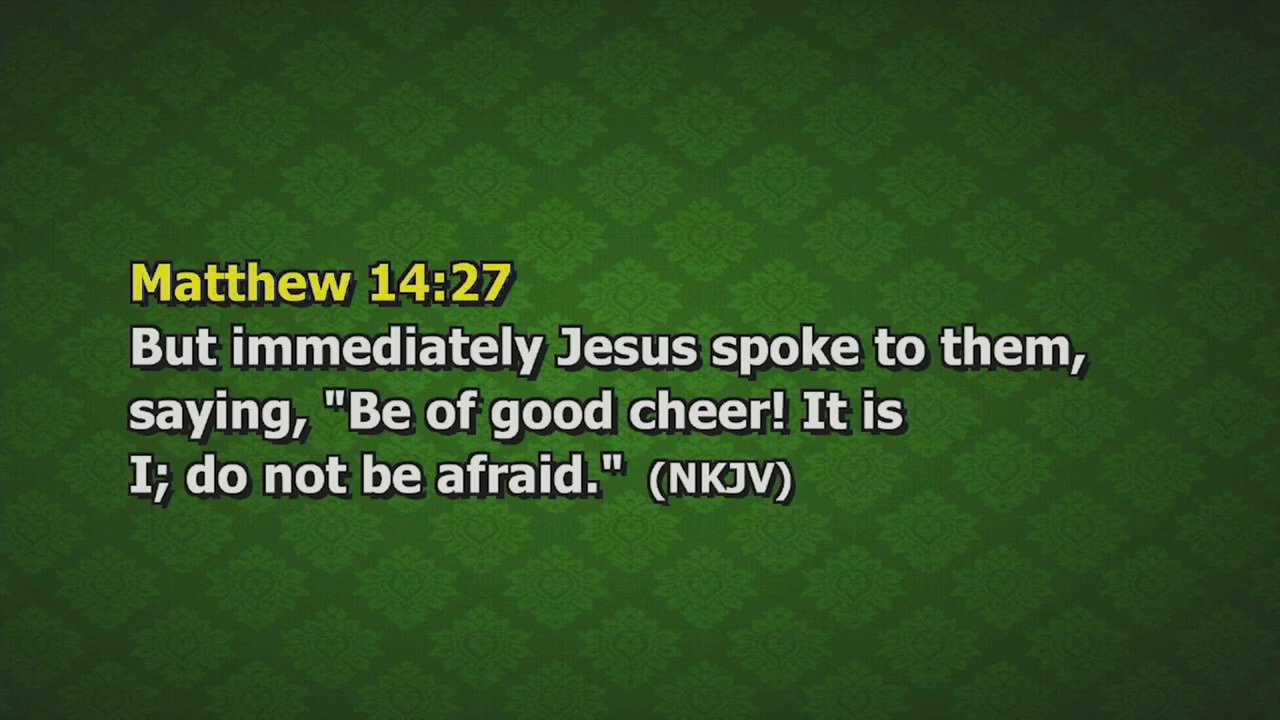 Matthew 14:27
But immediately Jesus spoke to them,
saying, "Be of good cheer! It is
I; do not be afraid." (NKJV)